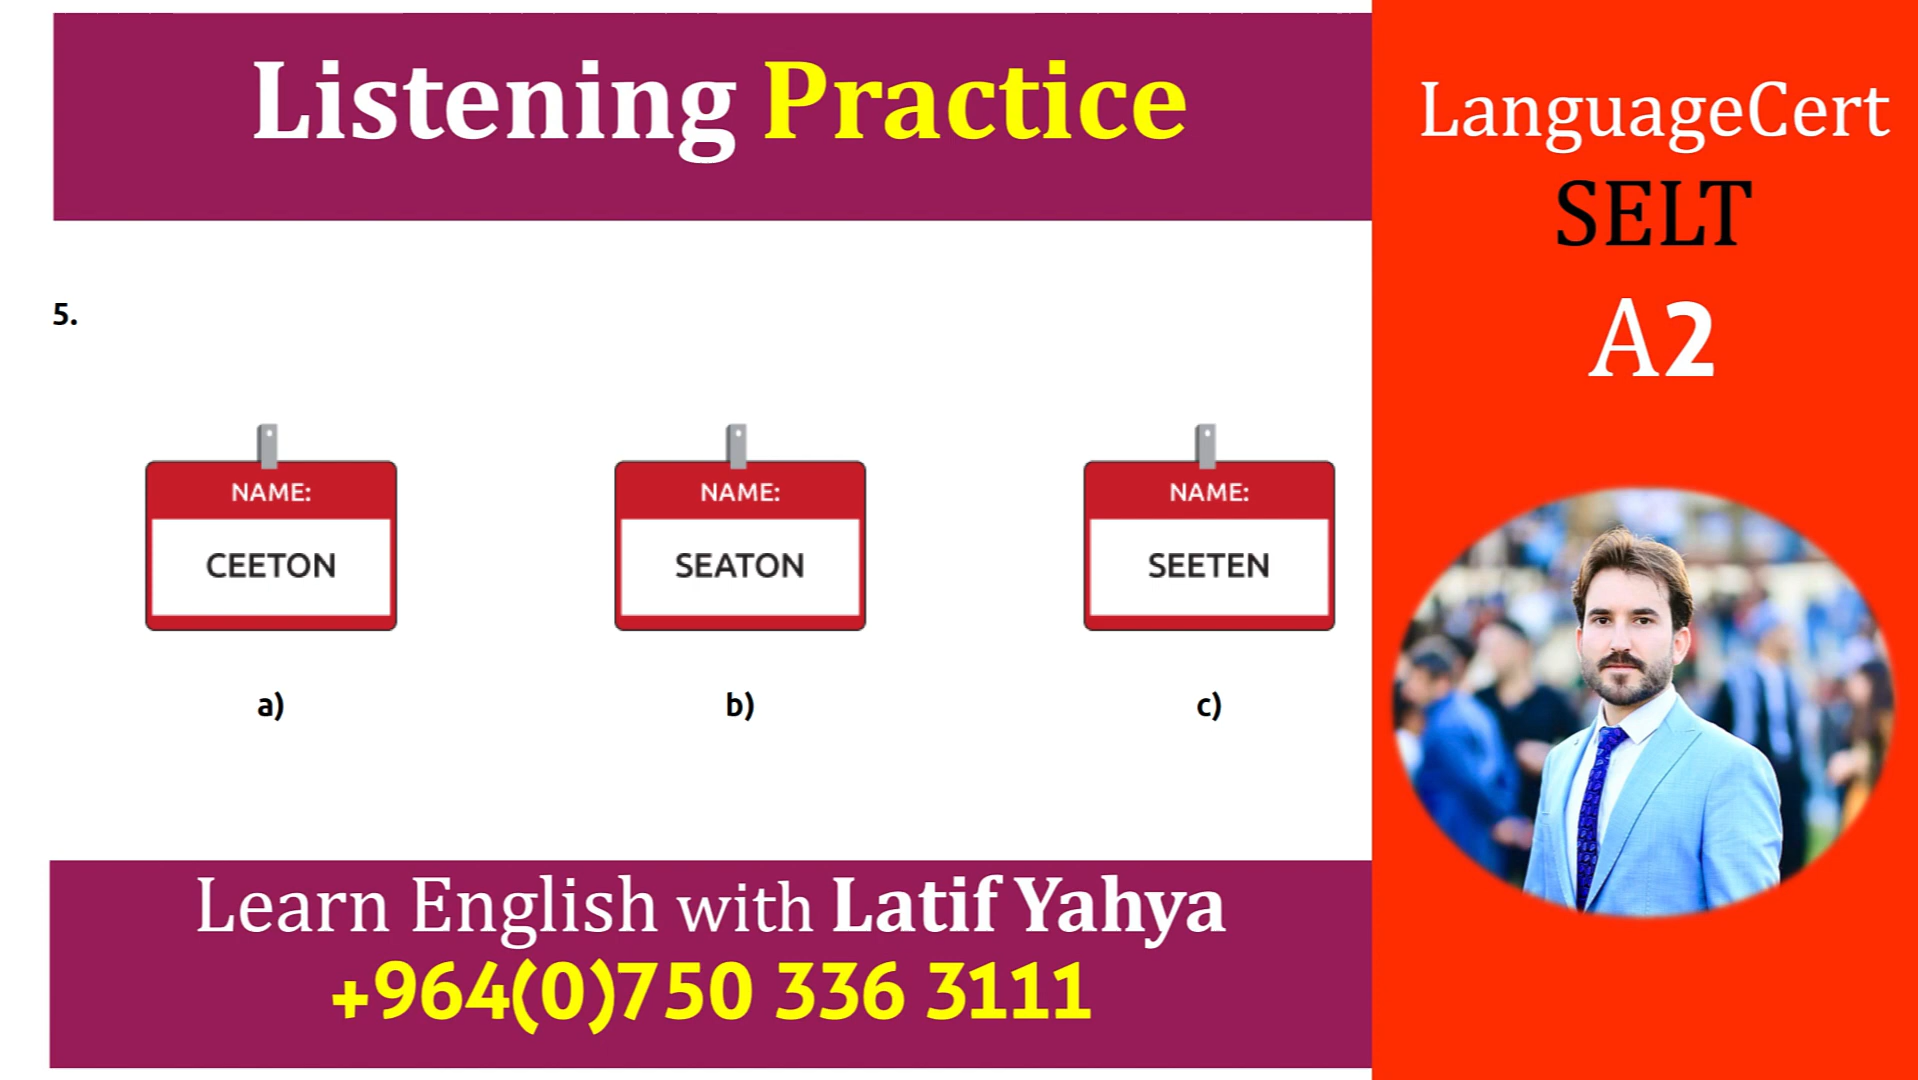 Listening Practice
LanguageCert
SELT
A2
5.
NAME:
CEETON
a)
NAME:
SEATON
b)
NAME:
SEETEN
c)
Learn English with Latif Yahya
+964(0)750 336 3111